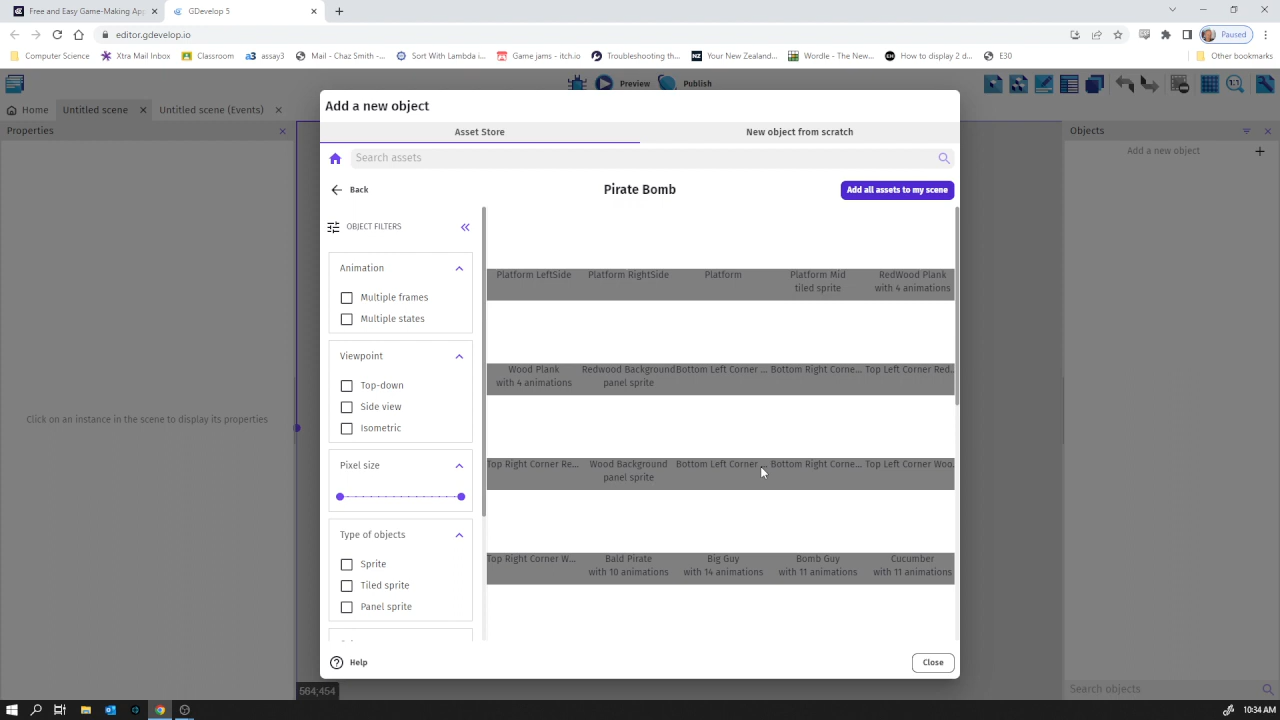 Free and Easy Game-Making App
GDevelop 5
editor.gdevelop.io
Paused
Computer Science
Xtra Mail Inbox
Classroom
assay3
Mail - Chaz Smith -...
Sort With Lambda i...
Game jams - itch.io
Troubleshooting th...
Your New Zealand...
Wordle - The New...
How to display 2 d...
E30
Other bookmarks
Preview
Publish
Home
Untitled scene
Untitled scene (Events)
Properties
Objects
Add a new object
Click on an instance in the scene to display its properties
Search objects
564;454
Add a new object
Asset Store
New object from scratch
Search assets
Back
Pirate Bomb
Add all assets to my scene
OBJECT FILTERS
Animation
Multiple frames
Multiple states
Viewpoint
Top-down
Side view
Isometric
Pixel size
Type of objects
Sprite
Tiled sprite
Panel sprite
Platform LeftSide
Platform RightSide
Platform
Platform Mid
tiled sprite
RedWood Plank
with 4 animations
Wood Plank
with 4 animations
Redwood Background
panel sprite
Bottom Left Corner ...
Bottom Right Corne...
Top Left Corner Red...
Top Right Corner Re...
Wood Background
panel sprite
Bottom Left Corner ...
Bottom Right Corne...
Top Left Corner Woo...
Top Right Corner W...
Bald Pirate
with 10 animations
Big Guy
with 14 animations
Bomb Guy
with 11 animations
Cucumber
with 11 animations
Help
Close
10:34 AM